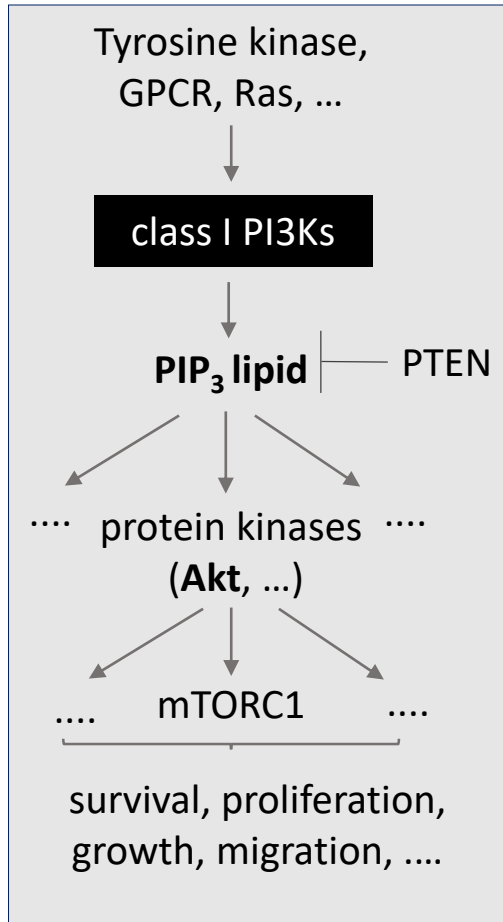 Tyrosine kinase,
GPCR, Ras, ...
class I PI3Ks
PIP₃ lipid
PTEN
.... protein kinases ....
(Akt, ...)
.... mTORC1 ....
survival, proliferation,
growth, migration, ....